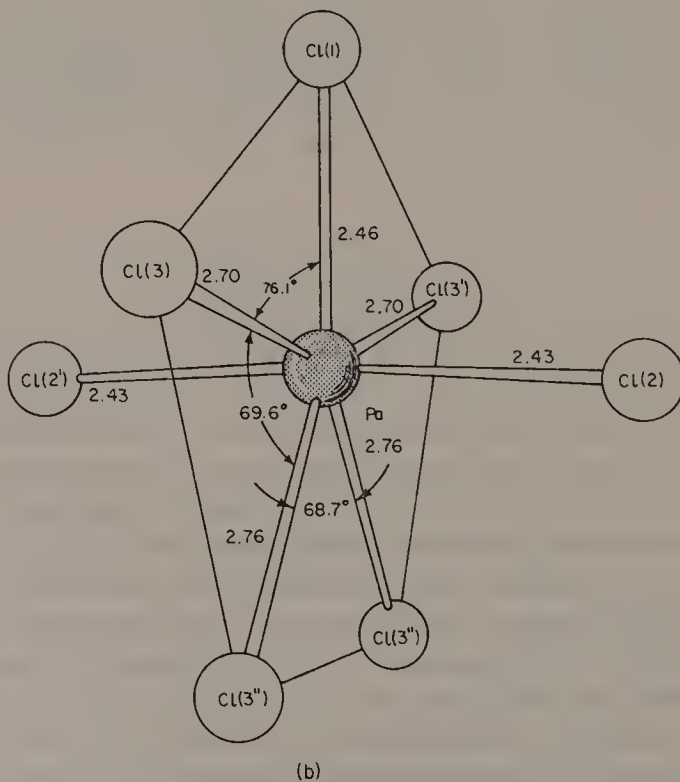 Cl(1)
2.46
Cl(3)
2.70
76.1°
2.70
Cl(3')
Cl(2')
2.43
2.43
Cl(2)
69.6°
Pa
2.76
68.7°
2.76
Cl(3")
Cl(3")
(b)